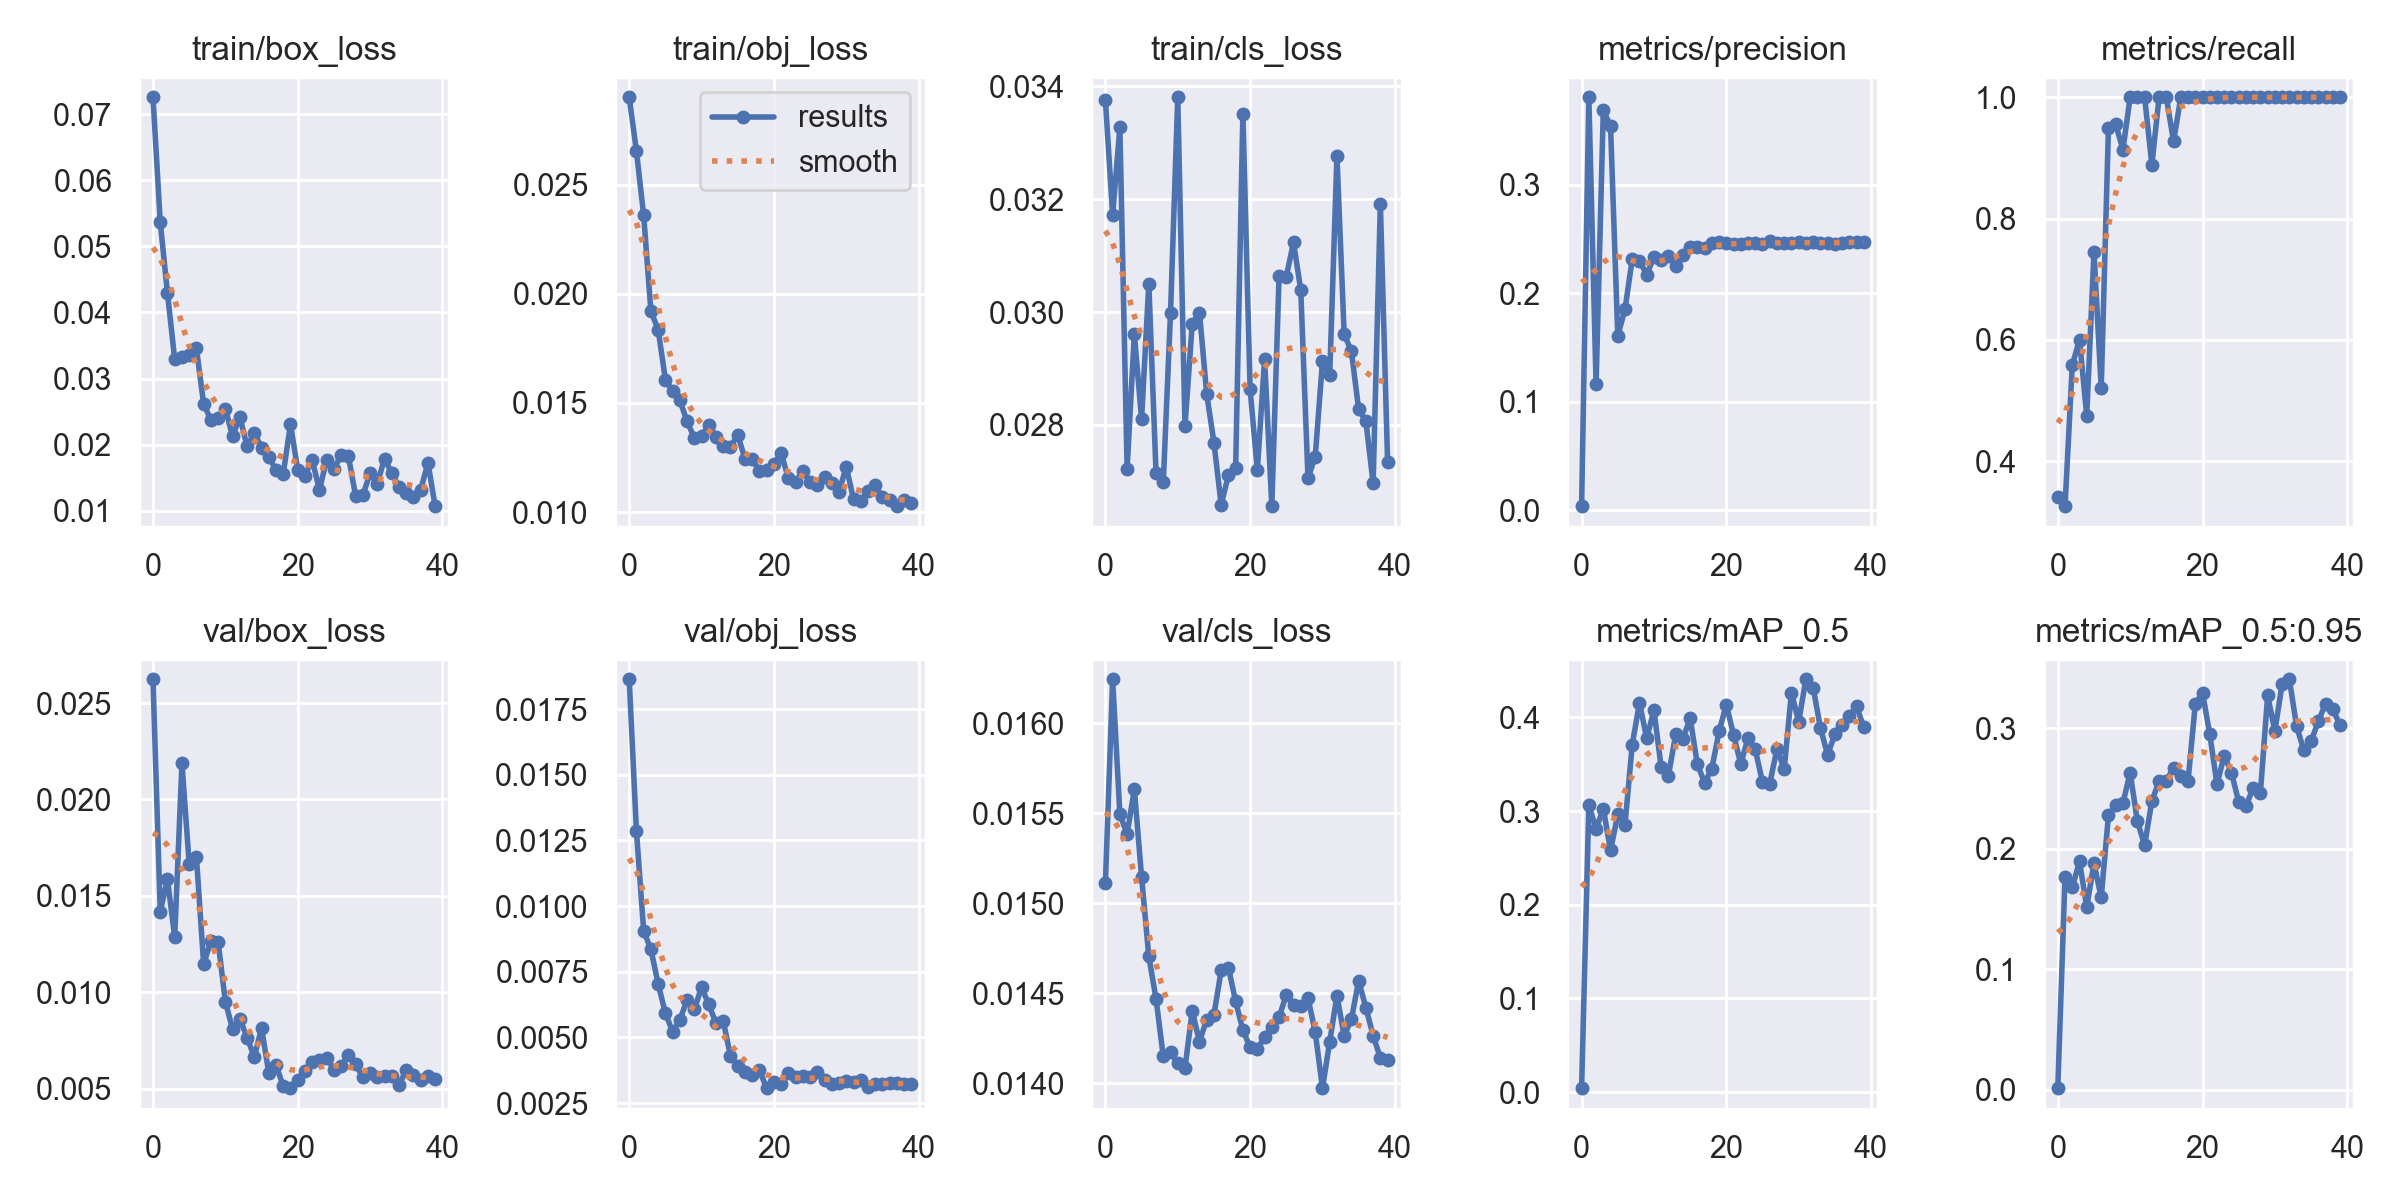 train/box_loss
0.07
0.06
0.05
0.04
0.03
0.02
0.01
0 20 40
train/obj_loss
results
smooth
0.025
0.020
0.015
0.010
0 20 40
train/cls_loss
0.034
0.032
0.030
0.028
0 20 40
metrics/precision
0.3
0.2
0.1
0.0
0 20 40
metrics/recall
1.0
0.8
0.6
0.4
0 20 40
val/box_loss
0.025
0.020
0.015
0.010
0.005
0 20 40
val/obj_loss
0.0175
0.0150
0.0125
0.0100
0.0075
0.0050
0.0025
0 20 40
val/cls_loss
0.0160
0.0155
0.0150
0.0145
0.0140
0 20 40
metrics/mAP_0.5
0.4
0.3
0.2
0.1
0.0
0 20 40
metrics/mAP_0.5:0.95
0.3
0.2
0.1
0.0
0 20 40